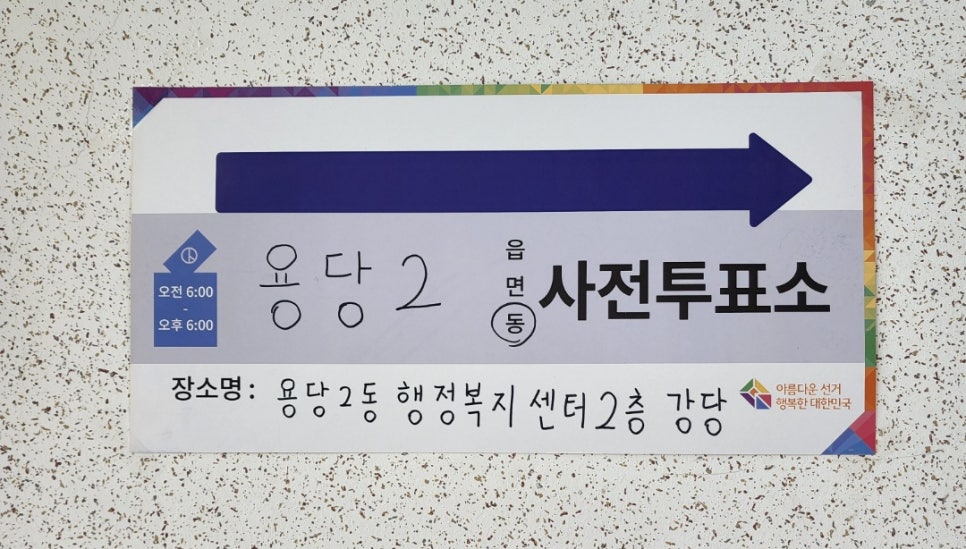 오전 6:00
-
오후 6:00
용당2 읍 면 동 사전투표소
장소명 : 용당2동 행정복지센터 2층 강당
아름다운 선거
행복한 대한민국